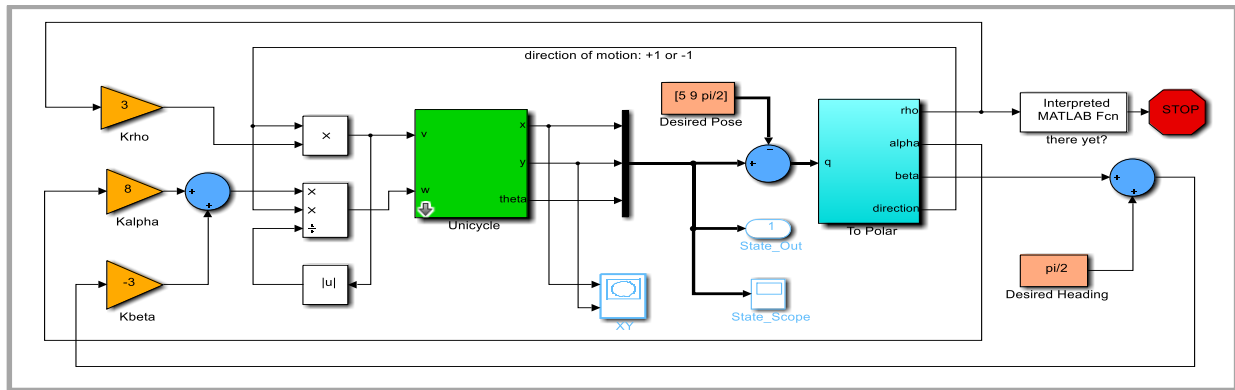 direction of motion: +1 or -1
3
Krho
8
Kalpha
-3
Kbeta
+
+
×
×
×
÷
|u|
v
w
x
y
theta
Unicycle
XY
[5 9 pi/2]
Desired Pose
−
+
1
State_Out
State_Scope
q
rho
alpha
beta
direction
To Polar
Interpreted
MATLAB Fcn
there yet?
STOP
+
+
pi/2
Desired Heading